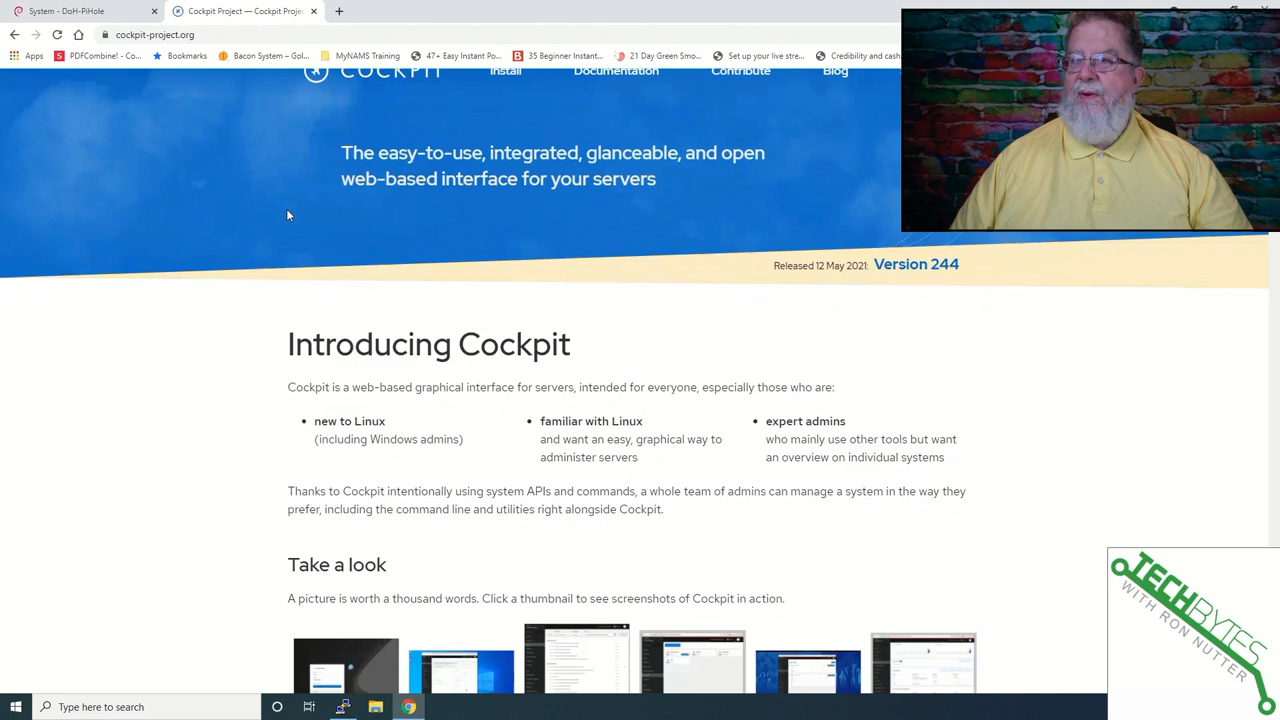 System - DoH-PiHole
Cockpit Project — Cockpit Projec
cockpit-project.org
Apps
PDFCombine! - Co...
Bacon System – Gol...
Bookmarks
MyNAMS Training
47+ Easy Instant Po...
35 Beginner Instant...
21 Day Green Smo...
Set up your live stre...
Credibility and cash
COCKPIT
Install
Documentation
Contribute
Blog
The easy-to-use, integrated, glanceable, and open
web-based interface for your servers
Released 12 May 2021: Version 244
Introducing Cockpit
Cockpit is a web-based graphical interface for servers, intended for everyone, especially those who are:
• new to Linux
(including Windows admins)
• familiar with Linux
and want an easy, graphical way to
administer servers
• expert admins
who mainly use other tools but want
an overview on individual systems
Thanks to Cockpit intentionally using system APIs and commands, a whole team of admins can manage a system in the way they
prefer, including the command line and utilities right alongside Cockpit.
Take a look
A picture is worth a thousand words. Click a thumbnail to see screenshots of Cockpit in action.
TECHBYTES
WITH RON NUTTER
Type here to search